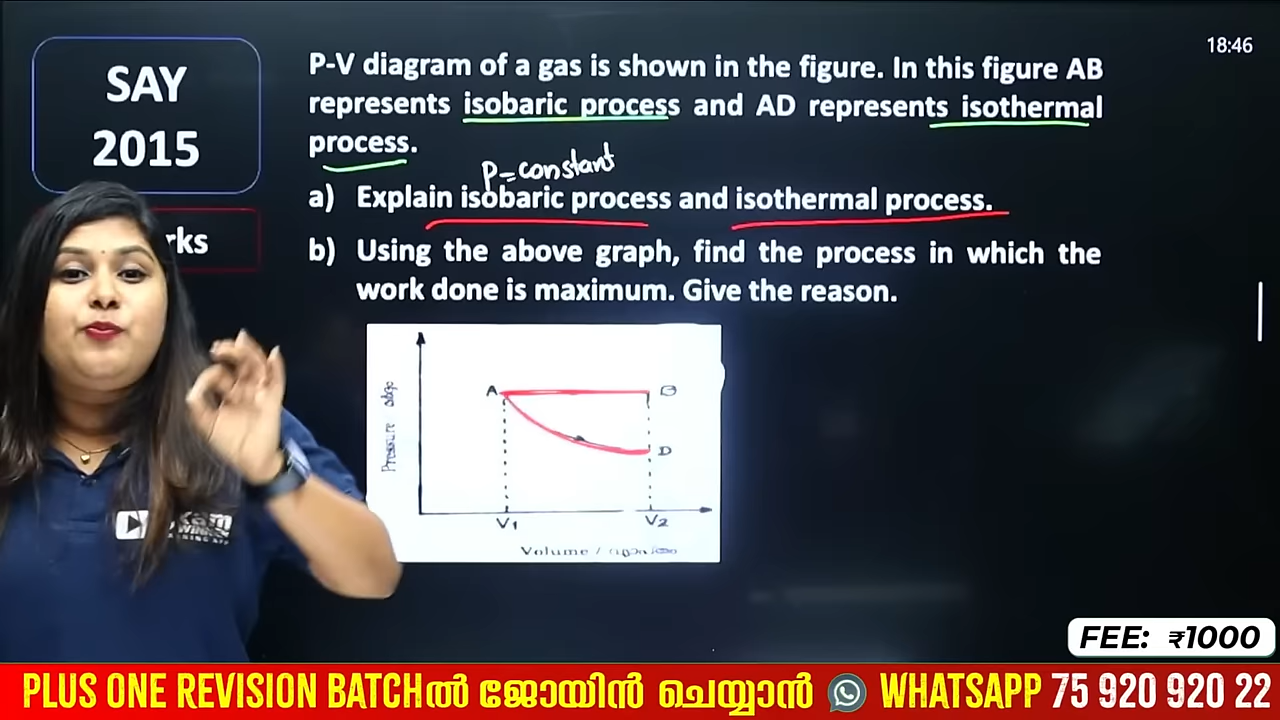 18:46
SAY
2015
rks
P-V diagram of a gas is shown in the figure. In this figure AB
represents isobaric process and AD represents isothermal
process.
P=constant
a) Explain isobaric process and isothermal process.
b) Using the above graph, find the process in which the
work done is maximum. Give the reason.
Pressure
A
B
D
V1
V2
Volume /
FEE: ₹1000
PLUS ONE REVISION BATCHൽ ജോയിൻ ചെയ്യാൻ WHATSAPP 75 920 920 22